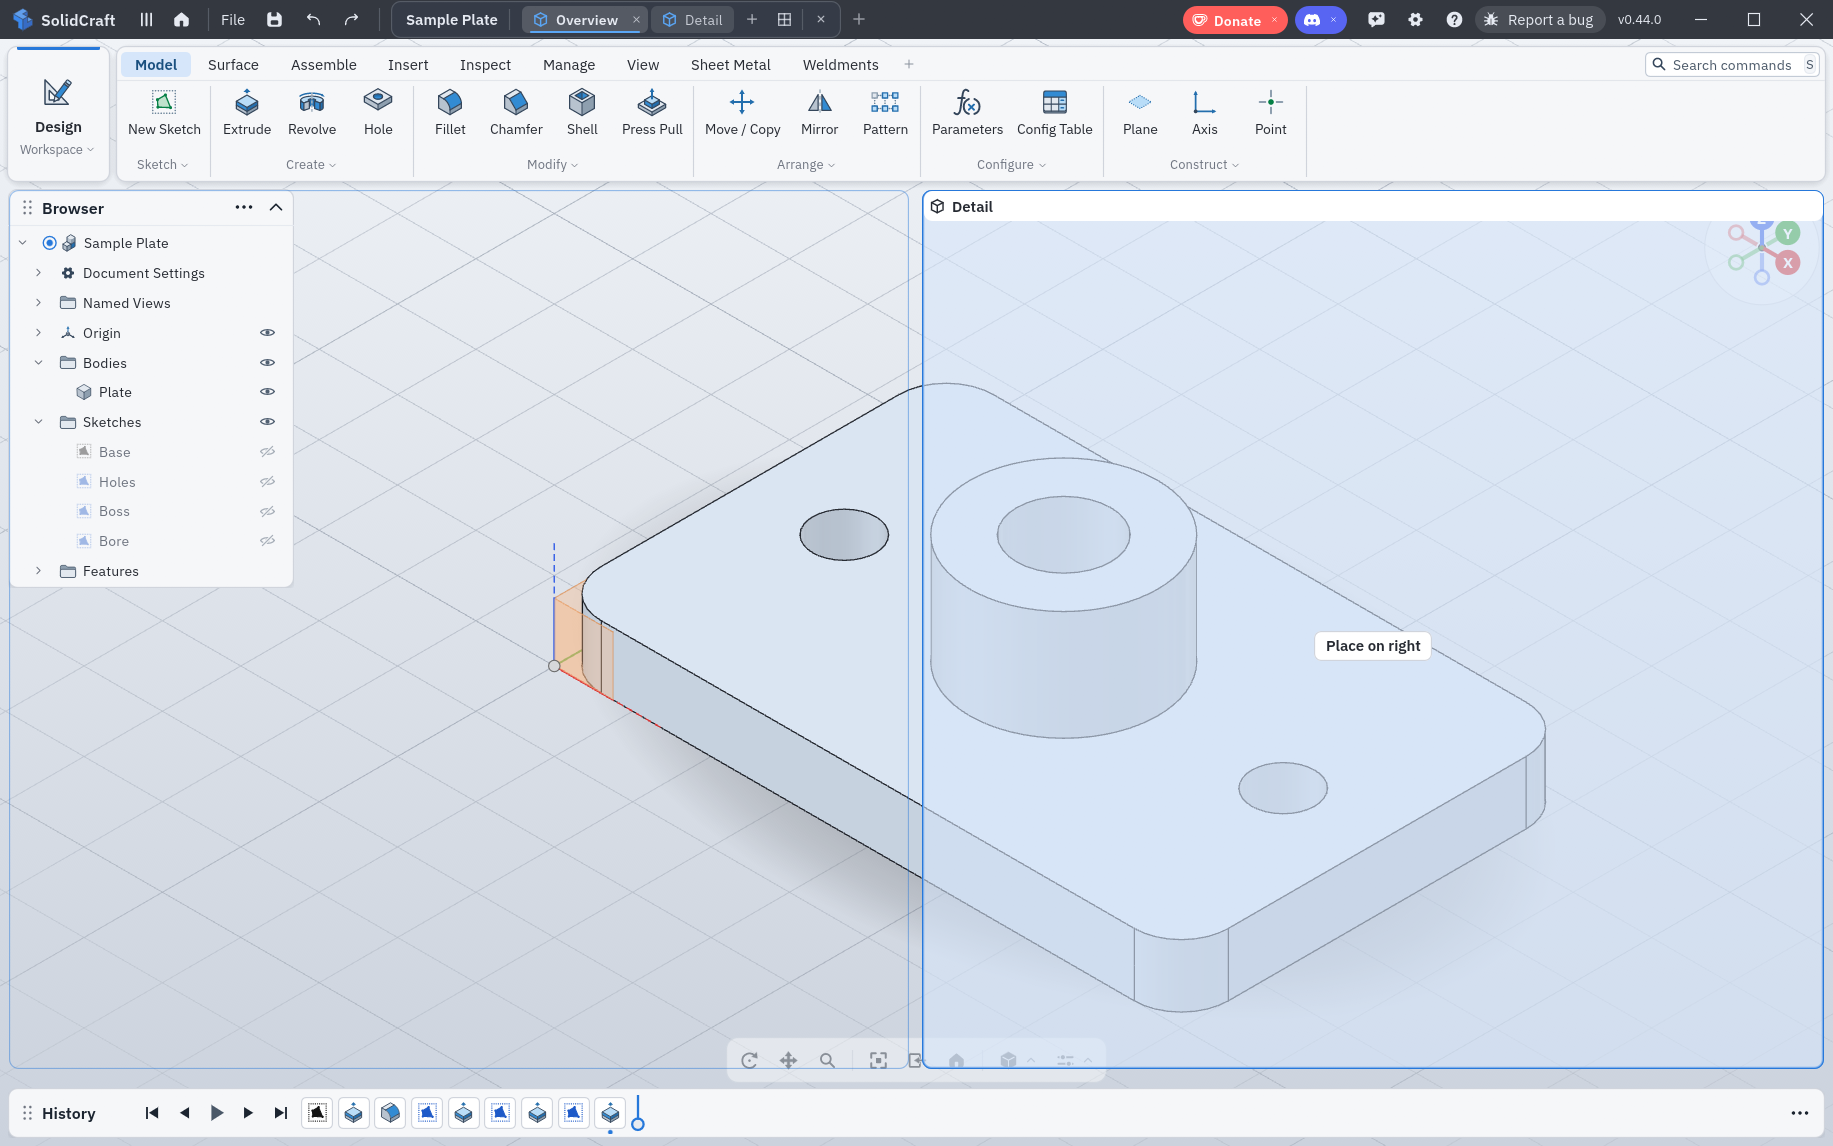 SolidCraft
File
Sample Plate
Overview
Detail
Donate
Report a bug
v0.44.0
Design
Workspace
Model
Surface
Assemble
Insert
Inspect
Manage
View
Sheet Metal
Weldments
Search commands
S
New Sketch
Extrude
Revolve
Hole
Fillet
Chamfer
Shell
Press Pull
Move / Copy
Mirror
Pattern
Parameters
Config Table
Plane
Axis
Point
Sketch
Create
Modify
Arrange
Configure
Construct
Browser
Sample Plate
Document Settings
Named Views
Origin
Bodies
Plate
Sketches
Base
Holes
Boss
Bore
Features
Detail
Y
X
Place on right
History